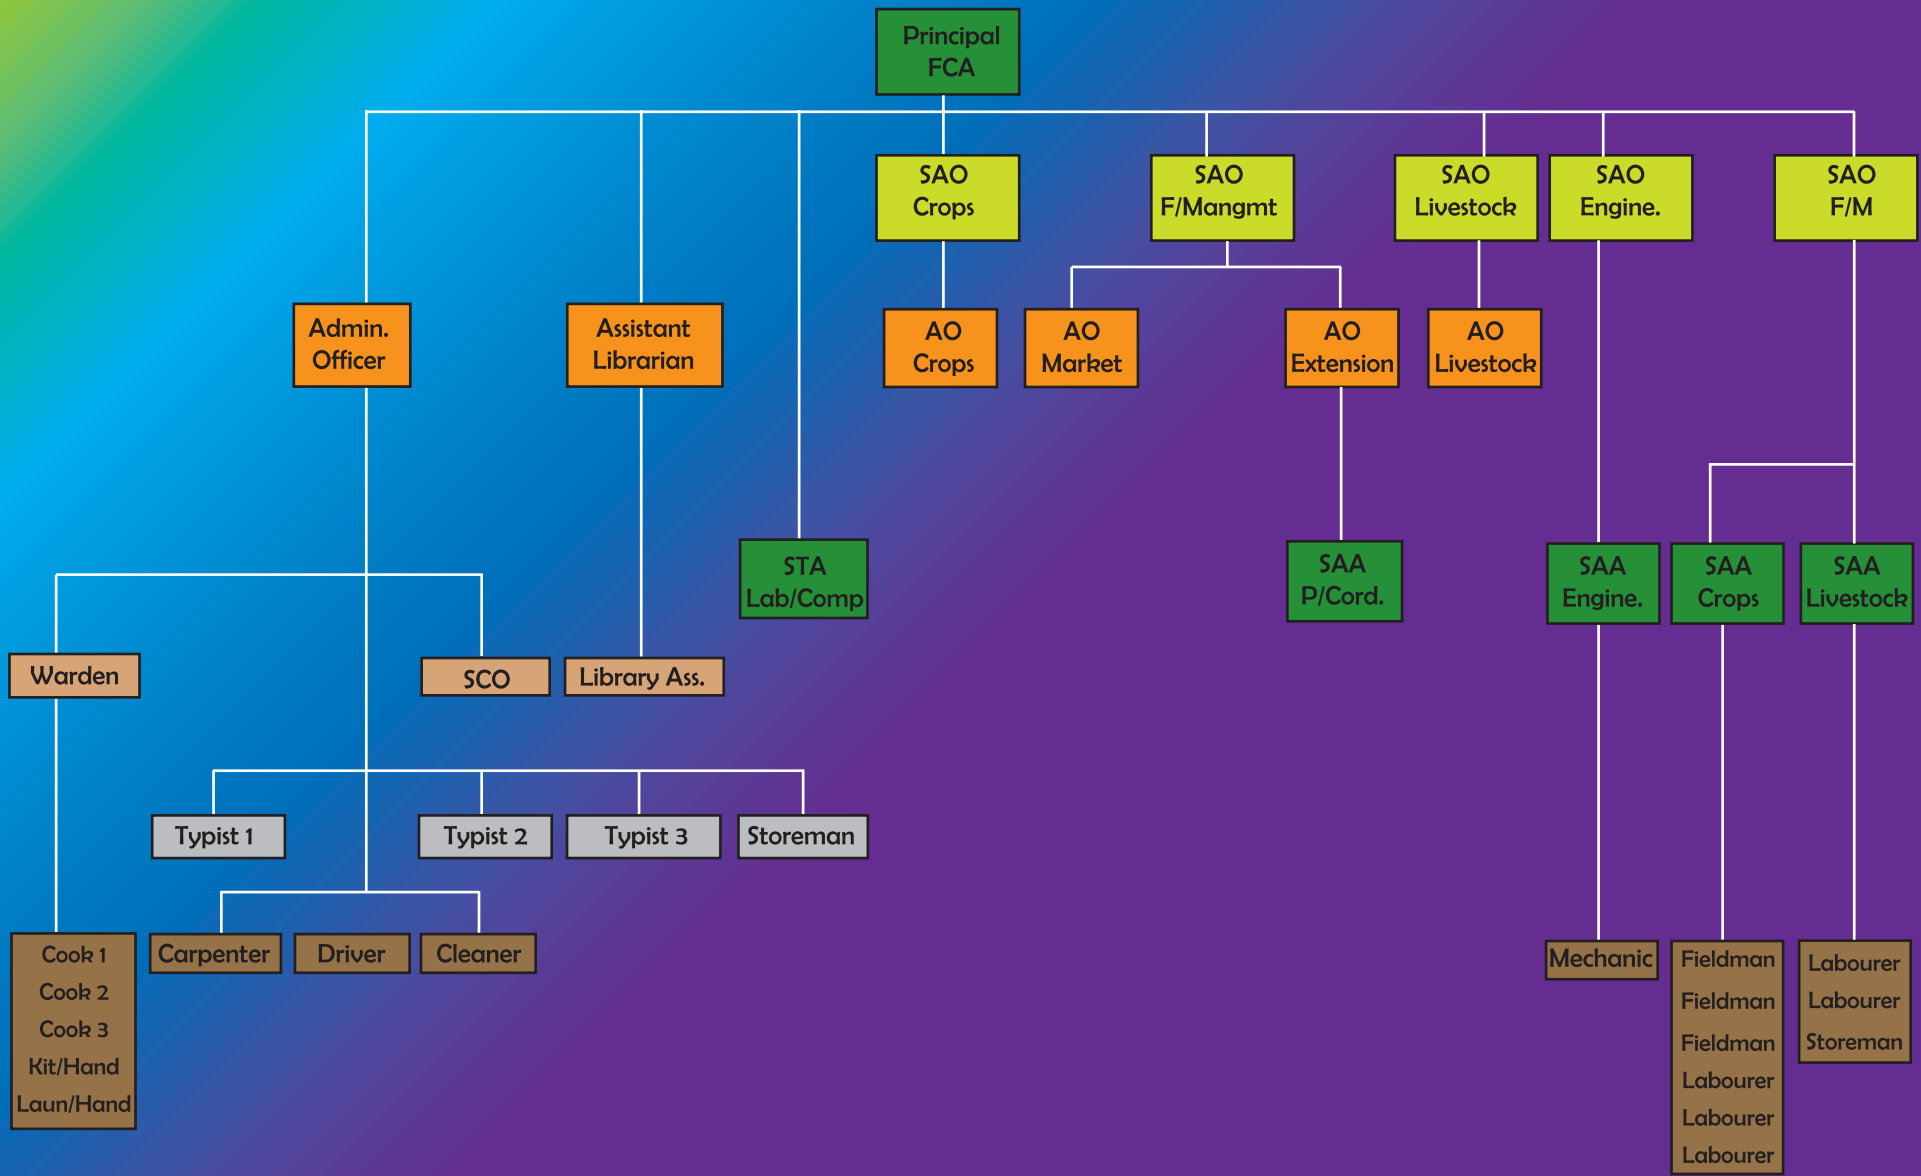 Principal
FCA
SAO
Crops
SAO
F/Mangmt
SAO
Livestock
SAO
Engine.
SAO
F/M
Admin.
Officer
Assistant
Librarian
AO
Crops
AO
Market
AO
Extension
AO
Livestock
STA
Lab/Comp
SAA
P/Cord.
SAA
Engine.
SAA
Crops
SAA
Livestock
Warden
SCO
Library Ass.
Typist 1
Typist 2
Typist 3
Storeman
Cook 1
Cook 2
Cook 3
Kit/Hand
Laun/Hand
Carpenter
Driver
Cleaner
Mechanic
Fieldman
Fieldman
Fieldman
Labourer
Labourer
Labourer
Labourer
Labourer
Storeman